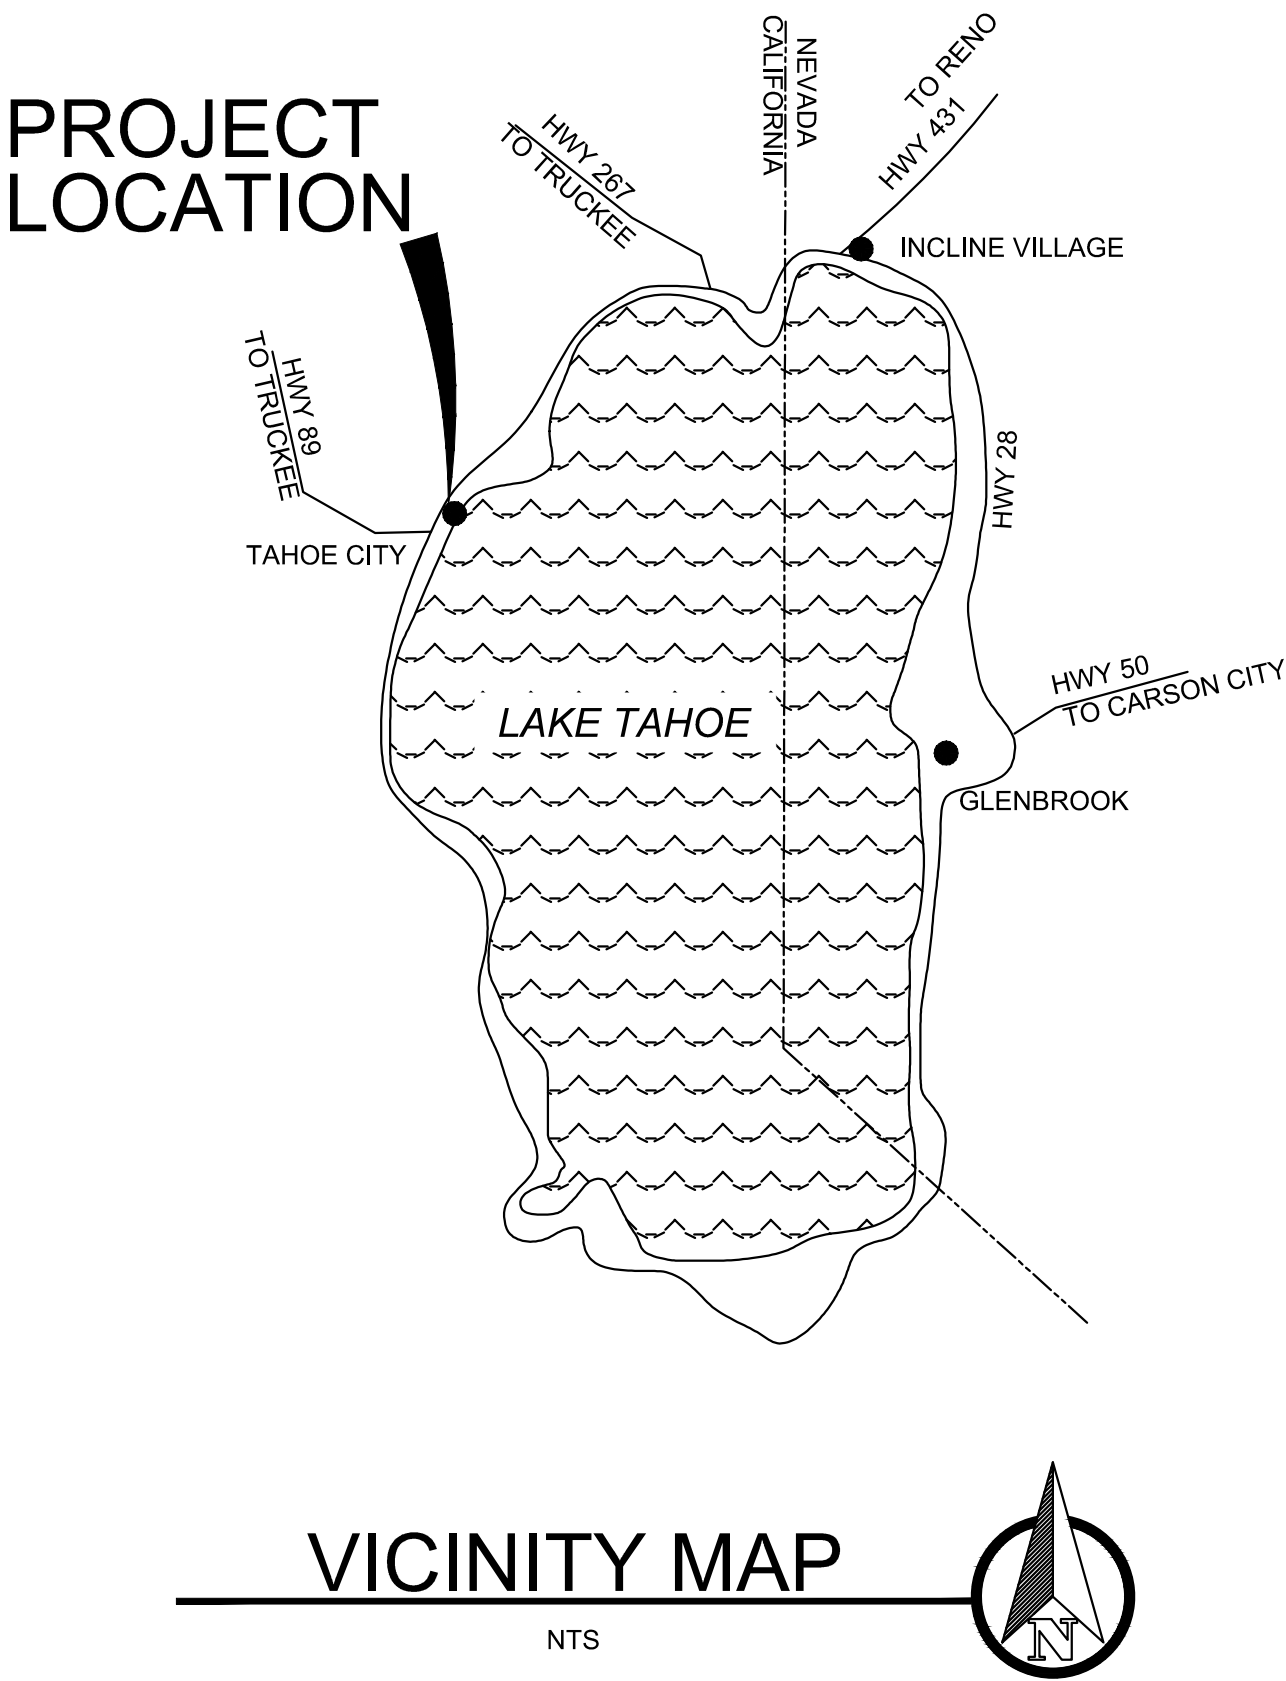 PROJECT
LOCATION
CALIFORNIA
NEVADA
TO RENO
HWY 431
HWY 267
TO TRUCKEE
INCLINE VILLAGE
HWY 89
TO TRUCKEE
HWY 28
TAHOE CITY
HWY 50
TO CARSON CITY
LAKE TAHOE
GLENBROOK
VICINITY MAP
NTS
N